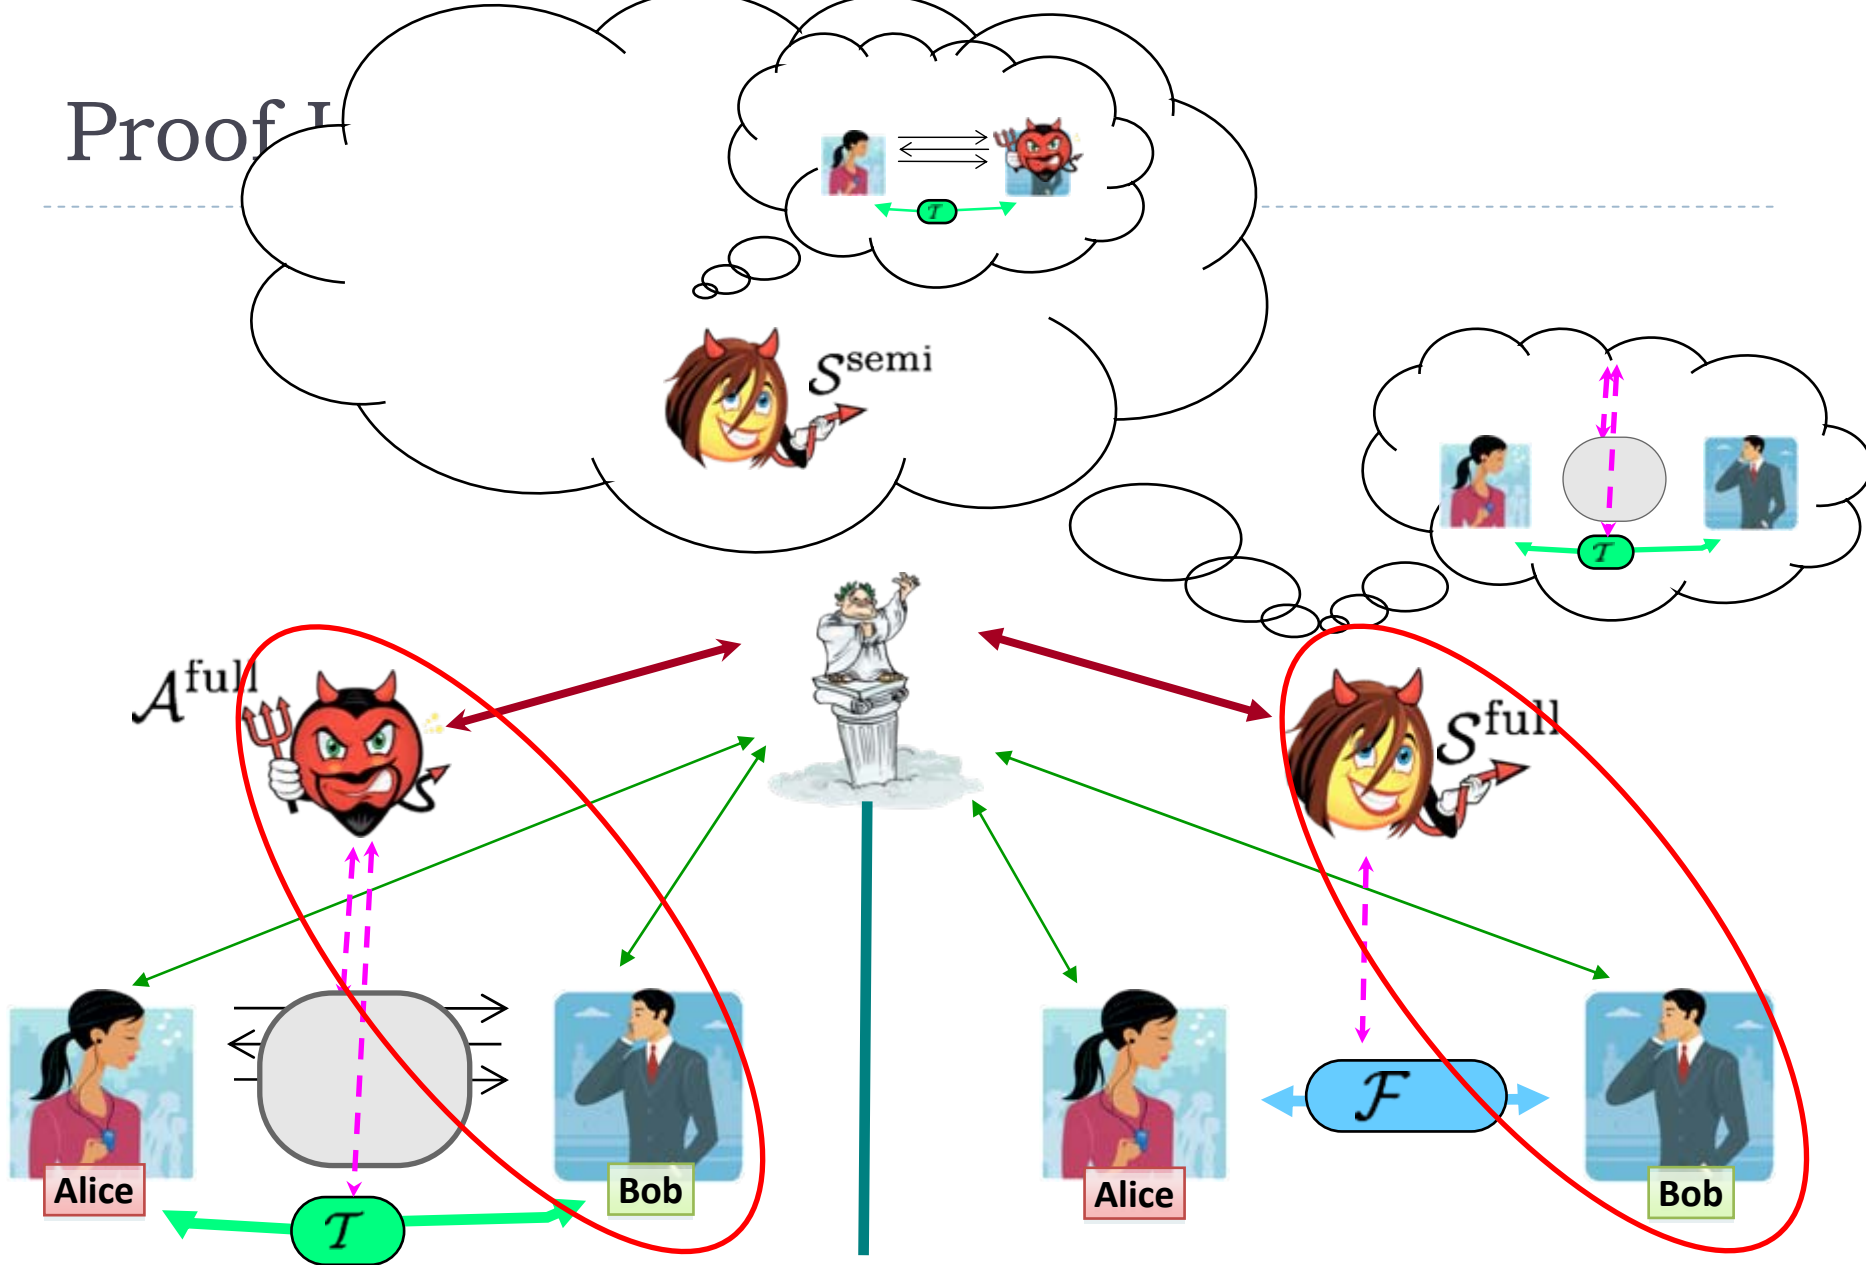 Proof
𝒯
𝒮^semi
𝒯
𝒜^full
𝒮^full
ℱ
Alice
Bob
Alice
Bob
𝒯